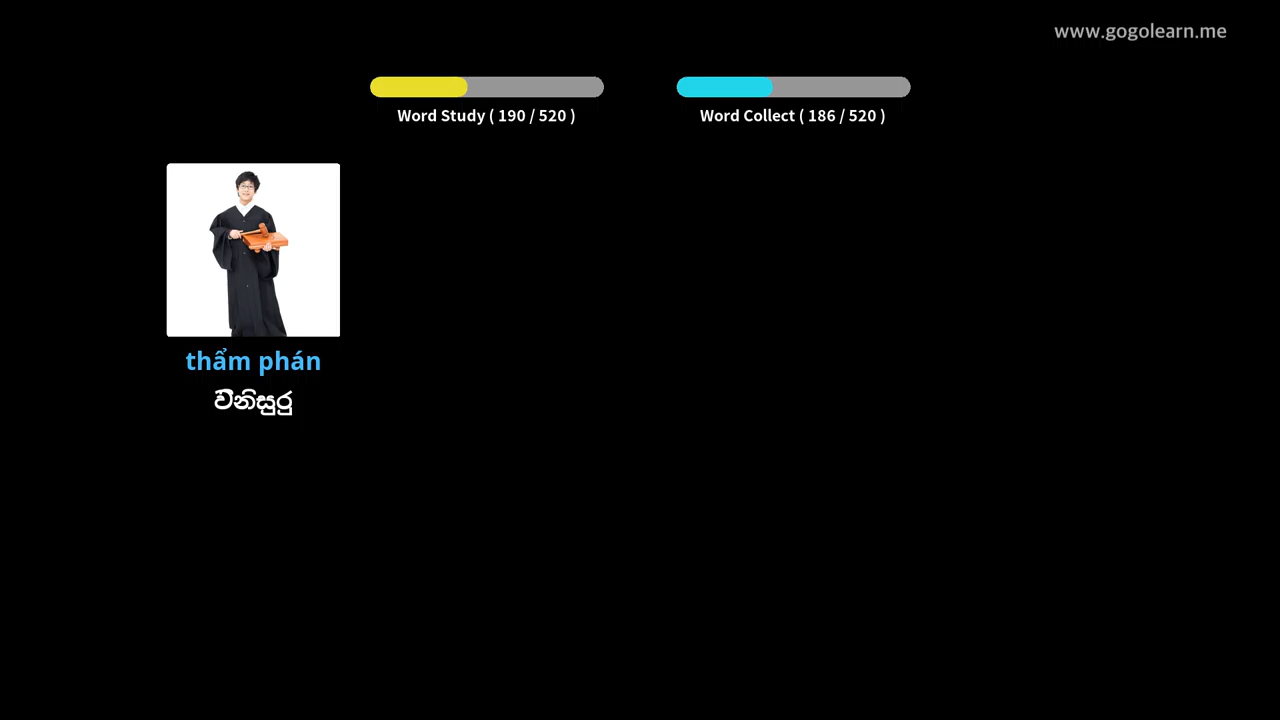 www.gogolearn.me
Word Study ( 190 / 520 )
Word Collect ( 186 / 520 )
thẩm phán
විනිසුරු